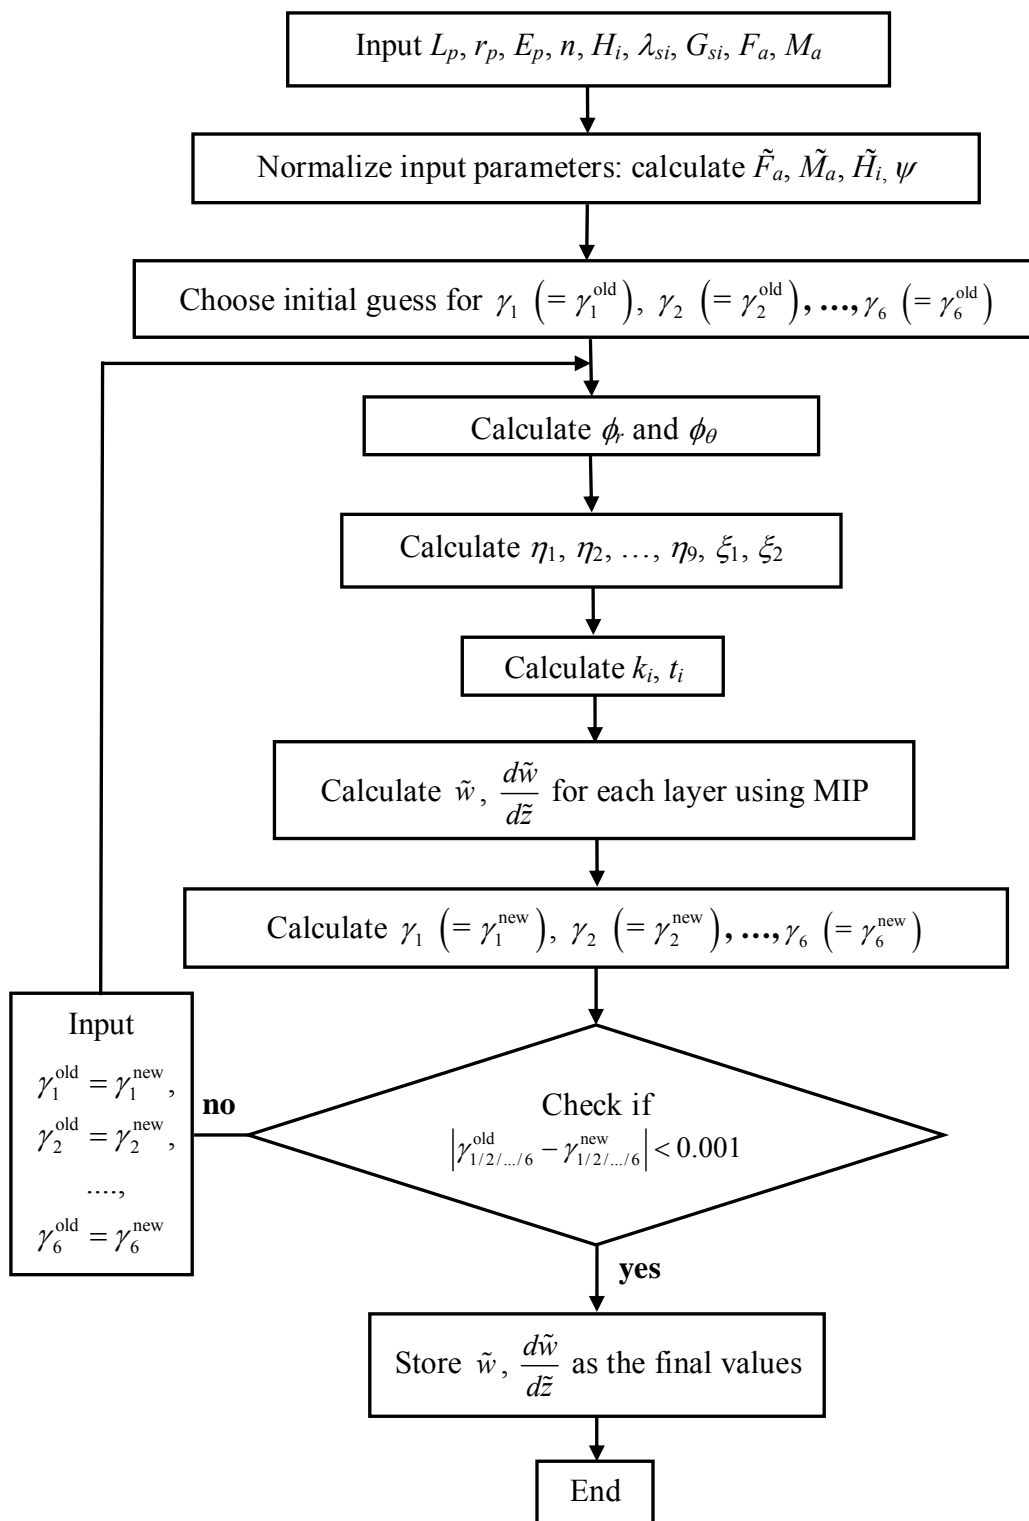 Input L_p, r_p, E_p, n, H_i, λ_si, G_si, F_a, M_a
Normalize input parameters: calculate F̃_a, M̃_a, H̃_i, ψ
Choose initial guess for γ_1 (= γ_1^old), γ_2 (= γ_2^old), ..., γ_6 (= γ_6^old)
Calculate ϕ_r and ϕ_θ
Calculate η_1, η_2, …, η_9, ξ_1, ξ_2
Calculate k_i, t_i
Calculate w̃, dw̃/dz̃ for each layer using MIP
Calculate γ_1 (= γ_1^new), γ_2 (= γ_2^new), ..., γ_6 (= γ_6^new)
Input
γ_1^old = γ_1^new,
γ_2^old = γ_2^new,
....,
γ_6^old = γ_6^new
no
Check if
|γ_1/2/.../6^old − γ_1/2/.../6^new| < 0.001
yes
Store w̃, dw̃/dz̃ as the final values
End